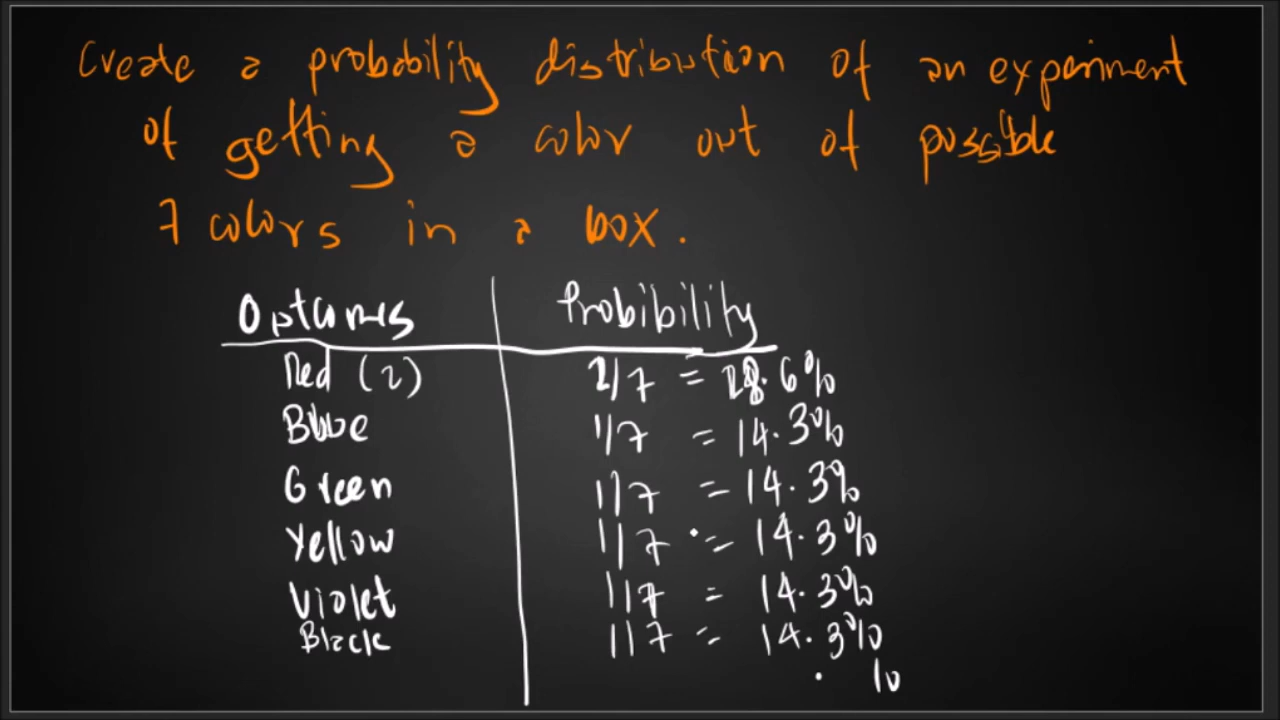 Create a probability distribution of an experiment
of getting a color out of possible
7 colors in a box.
Optcomes Probibility
Red (2) 2/7 = 28.6%
Blue 1/7 = 14.3%
Green 1/7 = 14.3%
Yellow 1/7 = 14.3%
Violet 1/7 = 14.3%
Black 1/7 = 14.3%